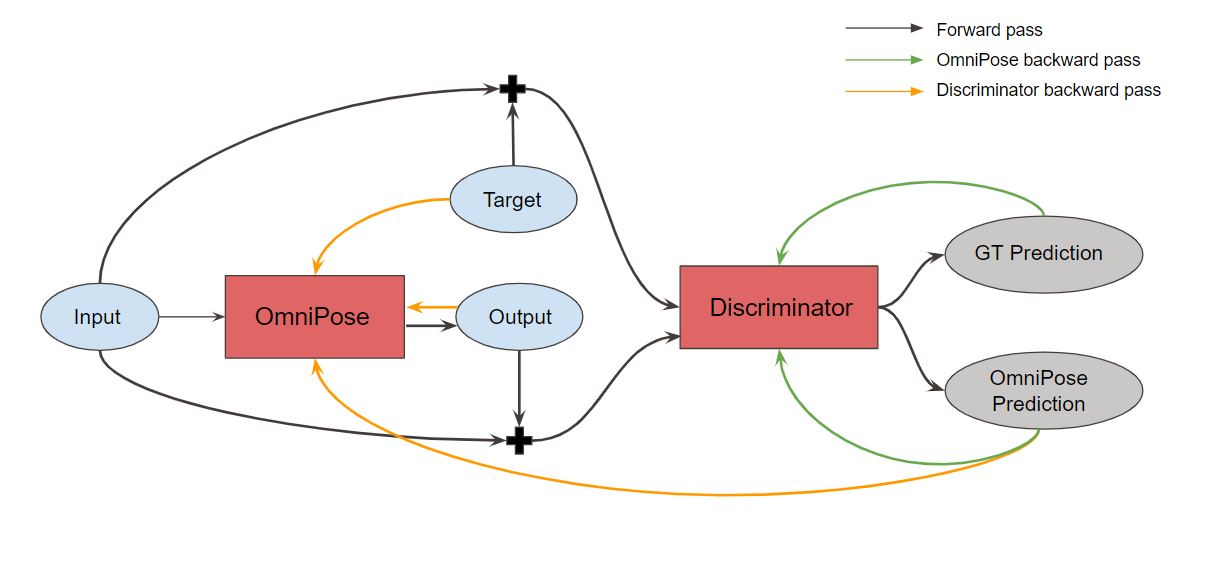 Forward pass
OmniPose backward pass
Discriminator backward pass
Target
Input
OmniPose
Output
Discriminator
GT Prediction
OmniPose
Prediction